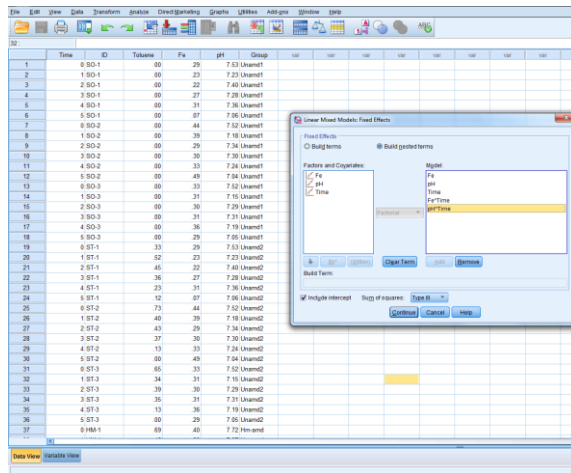 File Edit View Data Transform Analyze Direct Marketing Graphs Utilities Add-ons Window Help
32 :
Time ID Toluene Fe pH Group var var var var var var var
1 0 SO-1 .00 .29 7.53 Unamd1
2 1 SO-1 .00 .23 7.23 Unamd1
3 2 SO-1 .00 .22 7.40 Unamd1
4 3 SO-1 .00 .27 7.28 Unamd1
5 4 SO-1 .00 .31 7.36 Unamd1
6 5 SO-1 .00 .07 7.06 Unamd1
7 0 SO-2 .00 .44 7.52 Unamd1
8 1 SO-2 .00 .39 7.18 Unamd1
9 2 SO-2 .00 .29 7.34 Unamd1
10 3 SO-2 .00 .30 7.30 Unamd1
11 4 SO-2 .00 .33 7.24 Unamd1
12 5 SO-2 .00 .49 7.04 Unamd1
13 0 SO-3 .00 .33 7.52 Unamd1
14 1 SO-3 .00 .31 7.15 Unamd1
15 2 SO-3 .00 .30 7.29 Unamd1
16 3 SO-3 .00 .31 7.31 Unamd1
17 4 SO-3 .00 .36 7.19 Unamd1
18 5 SO-3 .00 .29 7.05 Unamd1
19 0 ST-1 .33 .29 7.53 Unamd2
20 1 ST-1 .52 .23 7.23 Unamd2
21 2 ST-1 .45 .22 7.40 Unamd2
22 3 ST-1 .36 .27 7.28 Unamd2
23 4 ST-1 .23 .31 7.36 Unamd2
24 5 ST-1 .12 .07 7.06 Unamd2
25 0 ST-2 .73 .44 7.52 Unamd2
26 1 ST-2 .40 .39 7.18 Unamd2
27 2 ST-2 .43 .29 7.34 Unamd2
28 3 ST-2 .37 .30 7.30 Unamd2
29 4 ST-2 .13 .33 7.24 Unamd2
30 5 ST-2 .00 .49 7.04 Unamd2
31 0 ST-3 .65 .33 7.52 Unamd2
32 1 ST-3 .34 .31 7.15 Unamd2
33 2 ST-3 .39 .30 7.29 Unamd2
34 3 ST-3 .35 .31 7.31 Unamd2
35 4 ST-3 .13 .36 7.19 Unamd2
36 5 ST-3 .00 .29 7.05 Unamd2
37 0 HM-1 .69 .40 7.72 Hm-amd
Data View Variable View
Linear Mixed Models: Fixed Effects
Fixed Effects
Build terms Build nested terms
Factors and Covariates: Model:
Fe Fe
pH pH
Time Time
Fe*Time
pH*Time
Factorial
By* (Within) Clear Term Add Remove
Build Term:
Include intercept Sum of squares: Type III
Continue Cancel Help